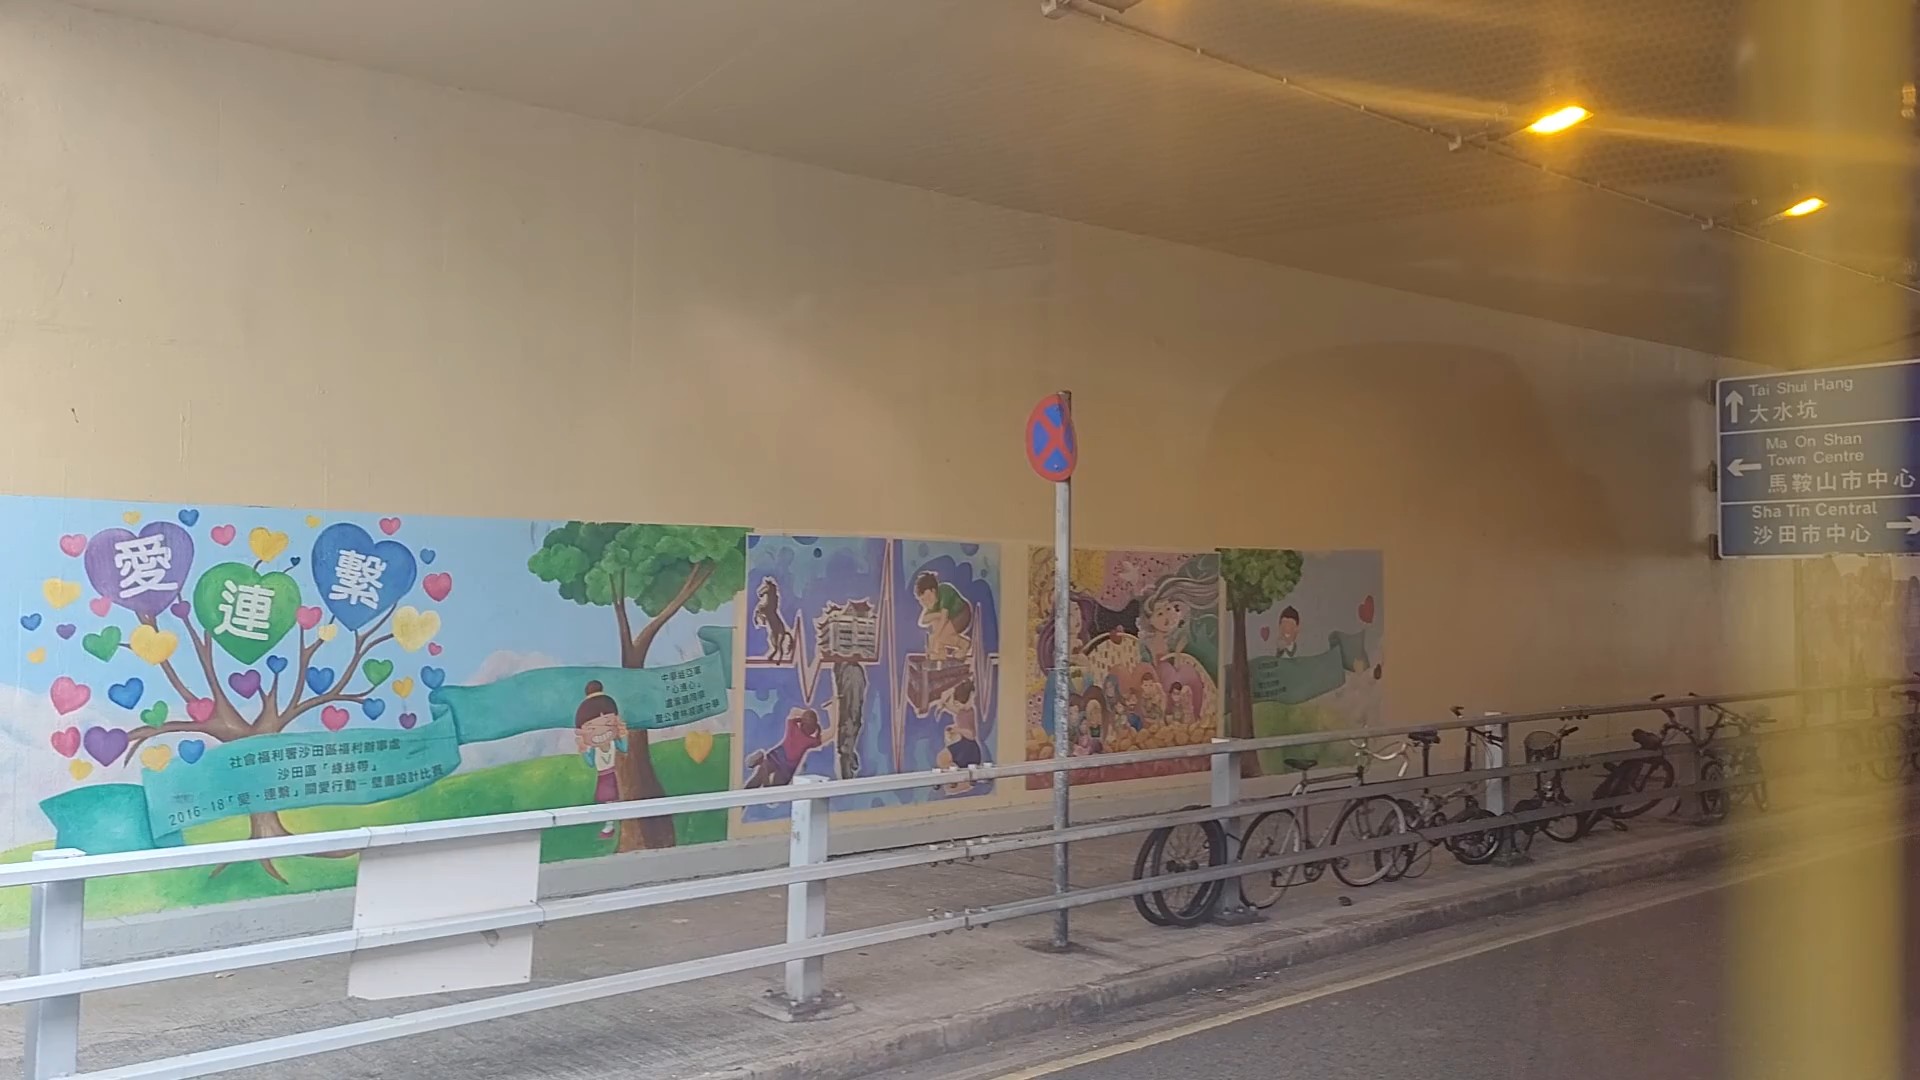 愛
連
繫
社會福利署沙田區福利辦事處
沙田區「綠絲帶」
2016-18「愛．連繫」關愛行動－壁畫設計比賽
「心連心」
Tai Shui Hang
大水坑
Ma On Shan
Town Centre
馬鞍山市中心
Sha Tin Central
沙田市中心